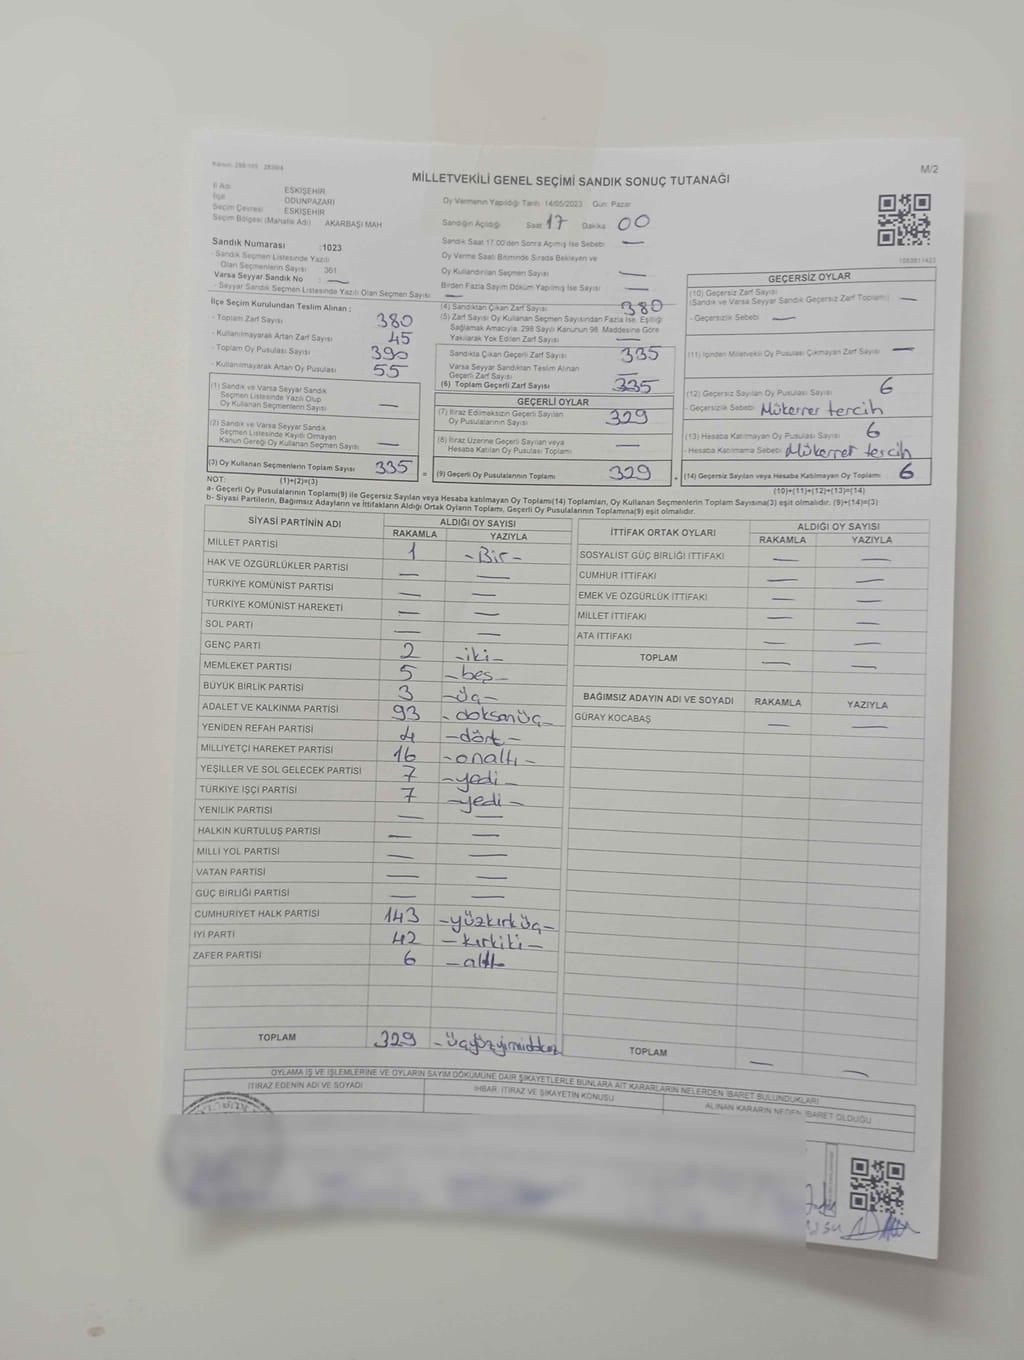 Kanun: 298/105 2839/4
M/2
MİLLETVEKİLİ GENEL SEÇİMİ SANDIK SONUÇ TUTANAĞI
İl Adı ESKİŞEHİR
İlçe ODUNPAZARI
Seçim Çevresi ESKİŞEHİR
Seçim Bölgesi (Mahalle Adı) AKARBAŞI MAH
Sandık Numarası :1023
- Sandık Seçmen Listesinde Yazılı
Olan Seçmenlerin Sayısı 361
Varsa Seyyar Sandık No : —
- Seyyar Sandık Seçmen Listesinde Yazılı Olan Seçmen Sayısı —
Oy Vermenin Yapıldığı Tarih 14/05/2023 Gün: Pazar
Sandığın Açıldığı Saat 17 Dakika 00
Sandık Saat 17.00'den Sonra Açılmış İse Sebebi —
Oy Verme Saati Bitiminde Sırada Bekleyen ve
Oy Kullandırılan Seçmen Sayısı —
Birden Fazla Sayım Döküm Yapılmış İse Sayısı —
1083811423
İlçe Seçim Kurulundan Teslim Alınan ;
- Toplam Zarf Sayısı 380
- Kullanılmayarak Artan Zarf Sayısı 45
- Toplam Oy Pusulası Sayısı 390
- Kullanılmayarak Artan Oy Pusulası 55
(1) Sandık ve Varsa Seyyar Sandık
Seçmen Listesinde Yazılı Olup
Oy Kullanan Seçmenlerin Sayısı —
(2) Sandık ve Varsa Seyyar Sandık
Seçmen Listesinde Kayıtlı Olmayan
Kanun Gereği Oy Kullanan Seçmen Sayısı —
(3) Oy Kullanan Seçmenlerin Toplam Sayısı 335 =
(4) Sandıktan Çıkan Zarf Sayısı 380
(5) Zarf Sayısı Oy Kullanan Seçmen Sayısından Fazla İse, Eşitliği
Sağlamak Amacıyla, 298 Sayılı Kanunun 98. Maddesine Göre
Yakılarak Yok Edilen Zarf Sayısı —
Sandıkta Çıkan Geçerli Zarf Sayısı 335
Varsa Seyyar Sandıktan Teslim Alınan
Geçerli Zarf Sayısı —
(6) Toplam Geçerli Zarf Sayısı 335
GEÇERLİ OYLAR
(7) İtiraz Edilmeksizin Geçerli Sayılan
Oy Pusulalarının Sayısı 329
(8) İtiraz Üzerine Geçerli Sayılan veya
Hesaba Katılan Oy Pusulası Toplamı —
(9) Geçerli Oy Pusulalarının Toplamı 329 +
GEÇERSİZ OYLAR
(10) Geçersiz Zarf Sayısı
(Sandık ve Varsa Seyyar Sandık Geçersiz Zarf Toplamı) —
- Geçersizlik Sebebi —
(11) İçinden Milletvekili Oy Pusulası Çıkmayan Zarf Sayısı —
(12) Geçersiz Sayılan Oy Pusulası Sayısı 6
- Geçersizlik Sebebi Mükerrer tercih
(13) Hesaba Katılmayan Oy Pusulası Sayısı 6
- Hesaba Katılmama Sebebi Mükerrer tercih
(14) Geçersiz Sayılan veya Hesaba Katılmayan Oy Toplamı 6
NOT: (1)+(2)=(3) (10)+(11)+(12)+(13)=(14)
a- Geçerli Oy Pusulalarının Toplamı(9) ile Geçersiz Sayılan veya Hesaba katılmayan Oy Toplamı(14) Toplamları, Oy Kullanan Seçmenlerin Toplam Sayısına(3) eşit olmalıdır. (9)+(14)=(3)
b- Siyasi Partilerin, Bağımsız Adayların ve İttifakların Aldığı Ortak Oyların Toplamı, Geçerli Oy Pusulalarının Toplamına(9) eşit olmalıdır.
SİYASİ PARTİNİN ADI ALDIĞI OY SAYISI
RAKAMLA YAZIYLA
MİLLET PARTİSİ 1 -Bir-
HAK VE ÖZGÜRLÜKLER PARTİSİ — —
TÜRKİYE KOMÜNİST PARTİSİ — —
TÜRKİYE KOMÜNİST HAREKETİ — —
SOL PARTİ — —
GENÇ PARTİ 2 -iki-
MEMLEKET PARTİSİ 5 -beş-
BÜYÜK BİRLİK PARTİSİ 3 -üç-
ADALET VE KALKINMA PARTİSİ 93 -doksanüç-
YENİDEN REFAH PARTİSİ 4 -dört-
MİLLİYETÇİ HAREKET PARTİSİ 16 -onaltı-
YEŞİLLER VE SOL GELECEK PARTİSİ 7 -yedi-
TÜRKİYE İŞÇİ PARTİSİ 7 -yedi-
YENİLİK PARTİSİ — —
HALKIN KURTULUŞ PARTİSİ — —
MİLLİ YOL PARTİSİ — —
VATAN PARTİSİ — —
GÜÇ BİRLİĞİ PARTİSİ — —
CUMHURİYET HALK PARTİSİ 143 -yüzkırküç-
İYİ PARTİ 42 -kırkiki-
ZAFER PARTİSİ 6 -altı-
TOPLAM 329
İTTİFAK ORTAK OYLARI ALDIĞI OY SAYISI
RAKAMLA YAZIYLA
SOSYALİST GÜÇ BİRLİĞİ İTTİFAKI — —
CUMHUR İTTİFAKI — —
EMEK VE ÖZGÜRLÜK İTTİFAKI — —
MİLLET İTTİFAKI — —
ATA İTTİFAKI — —
TOPLAM — —
BAĞIMSIZ ADAYIN ADI VE SOYADI RAKAMLA YAZIYLA
GÜRAY KOCABAŞ — —
TOPLAM — —
OYLAMA İŞ VE İŞLEMLERİNE VE OYLARIN SAYIM DÖKÜMÜNE DAİR ŞİKAYETLERLE BUNLARA AİT KARARLARIN NELERDEN İBARET BULUNDUKLARI
İTİRAZ EDENİN ADI VE SOYADI
İHBAR, İTİRAZ VE ŞİKAYETİN KONUSU
ALINAN KARARIN NEDEN İBARET OLDUĞU